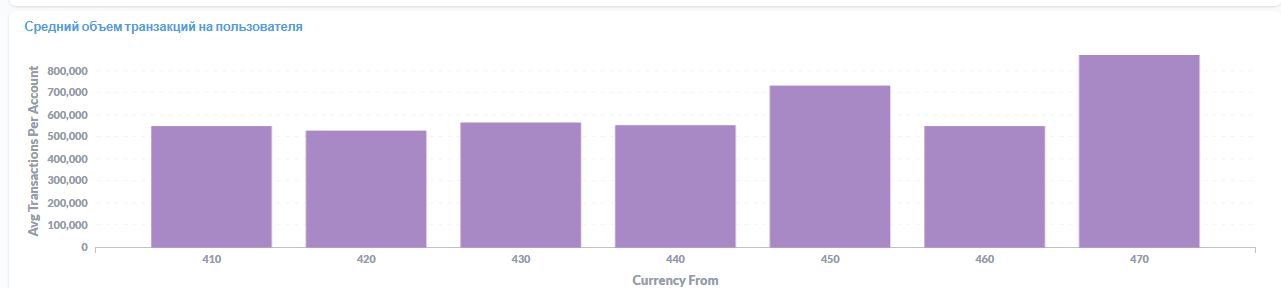 Средний объем транзакций на пользователя
Avg Transactions Per Account
800,000
700,000
600,000
500,000
400,000
300,000
200,000
100,000
0
410 420 430 440 450 460 470
Currency From